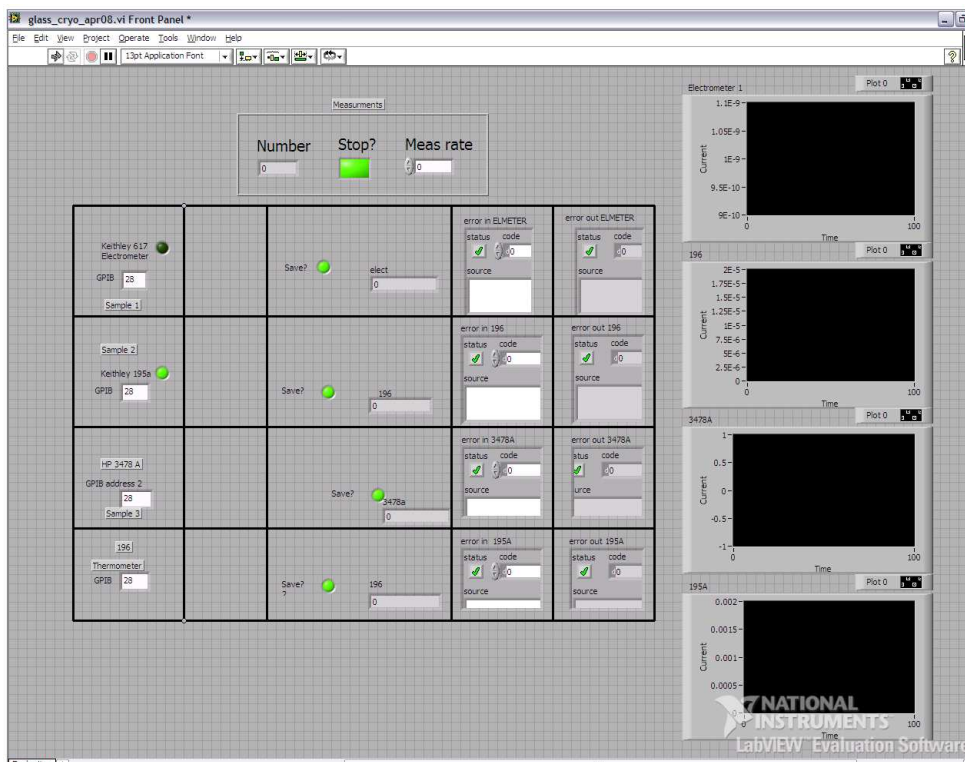 glass_cryo_apr08.vi Front Panel *
File Edit View Project Operate Tools Window Help
13pt Application Font
Measurments
Number Stop? Meas rate
0 0
Keithley 617
Electrometer
GPIB 28
Sample 1
Save?
elect
0
error in ELMETER
status code
0
source
error out ELMETER
status code
0
source
Sample 2
Keithley 195a
GPIB 28
Save?
196
0
error in 196
status code
0
source
error out 196
status code
0
source
HP 3478 A
GPIB address 2
28
Sample 3
Save?
3478a
0
error in 3478A
status code
0
source
error out 3478A
atus code
0
urce
196
Thermometer
GPIB 28
Save?
?
196
0
error in 195A
status code
0
source
error out 195A
status code
0
source
Electrometer 1
Plot 0
Current
1.1E-9
1.05E-9
1E-9
9.5E-10
9E-10
0 100
Time
196
Plot 0
Current
2E-5
1.75E-5
1.5E-5
1.25E-5
1E-5
7.5E-6
5E-6
2.5E-6
0
0 100
Time
3478A
Plot 0
Current
1
0.5
0
-0.5
-1
0 100
Time
195A
Plot 0
Current
0.002
0.0015
0.001
0.0005
0
0 100
Time
NATIONAL
INSTRUMENTS
LabVIEW™ Evaluation Software